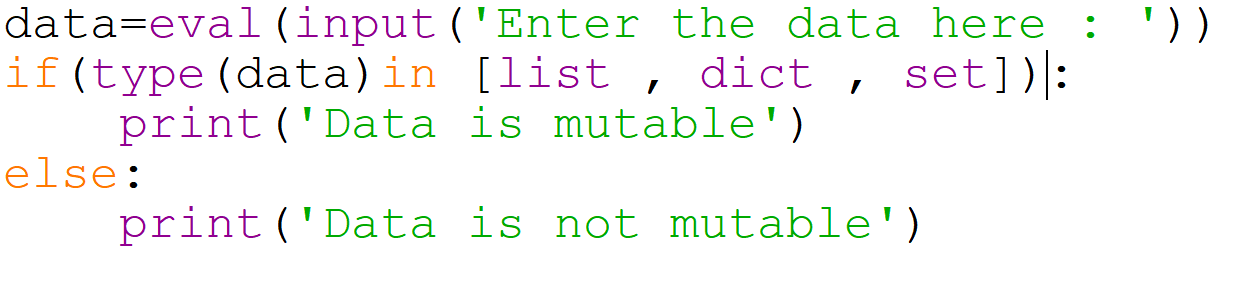 data=eval(input('Enter the data here : '))
if(type(data)in [list , dict , set]):
    print('Data is mutable')
else:
    print('Data is not mutable')